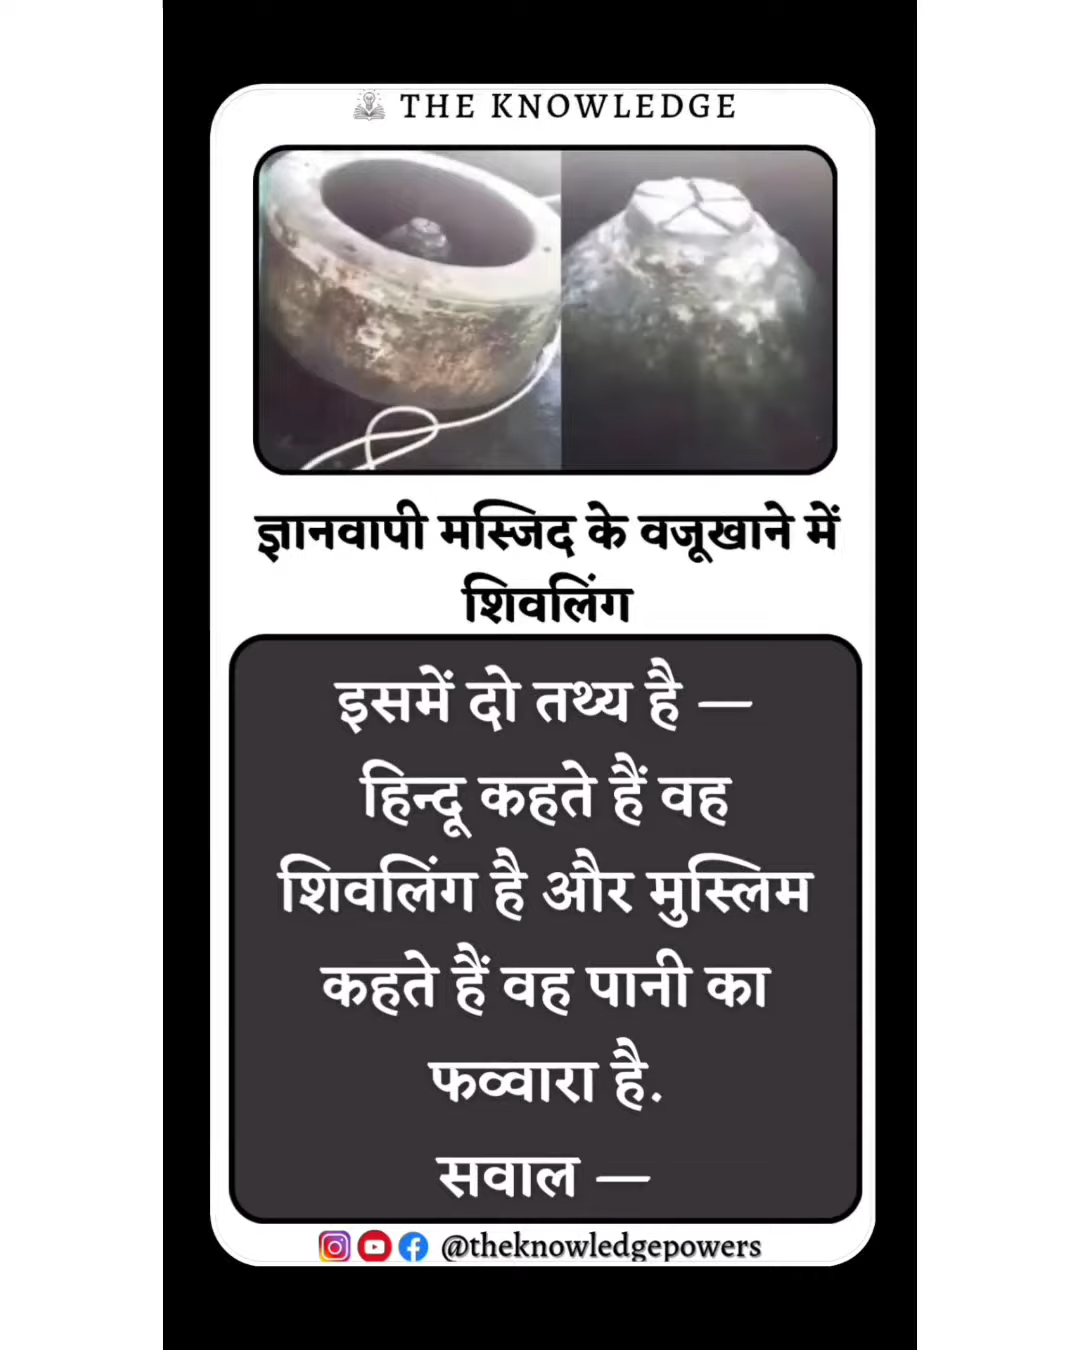 THE KNOWLEDGE
ज्ञानवापी मस्जिद के वजूखाने में
शिवलिंग
इसमें दो तथ्य है —
हिन्दू कहते हैं वह
शिवलिंग है और मुस्लिम
कहते हैं वह पानी का
फव्वारा है.
सवाल —
@theknowledgepowers